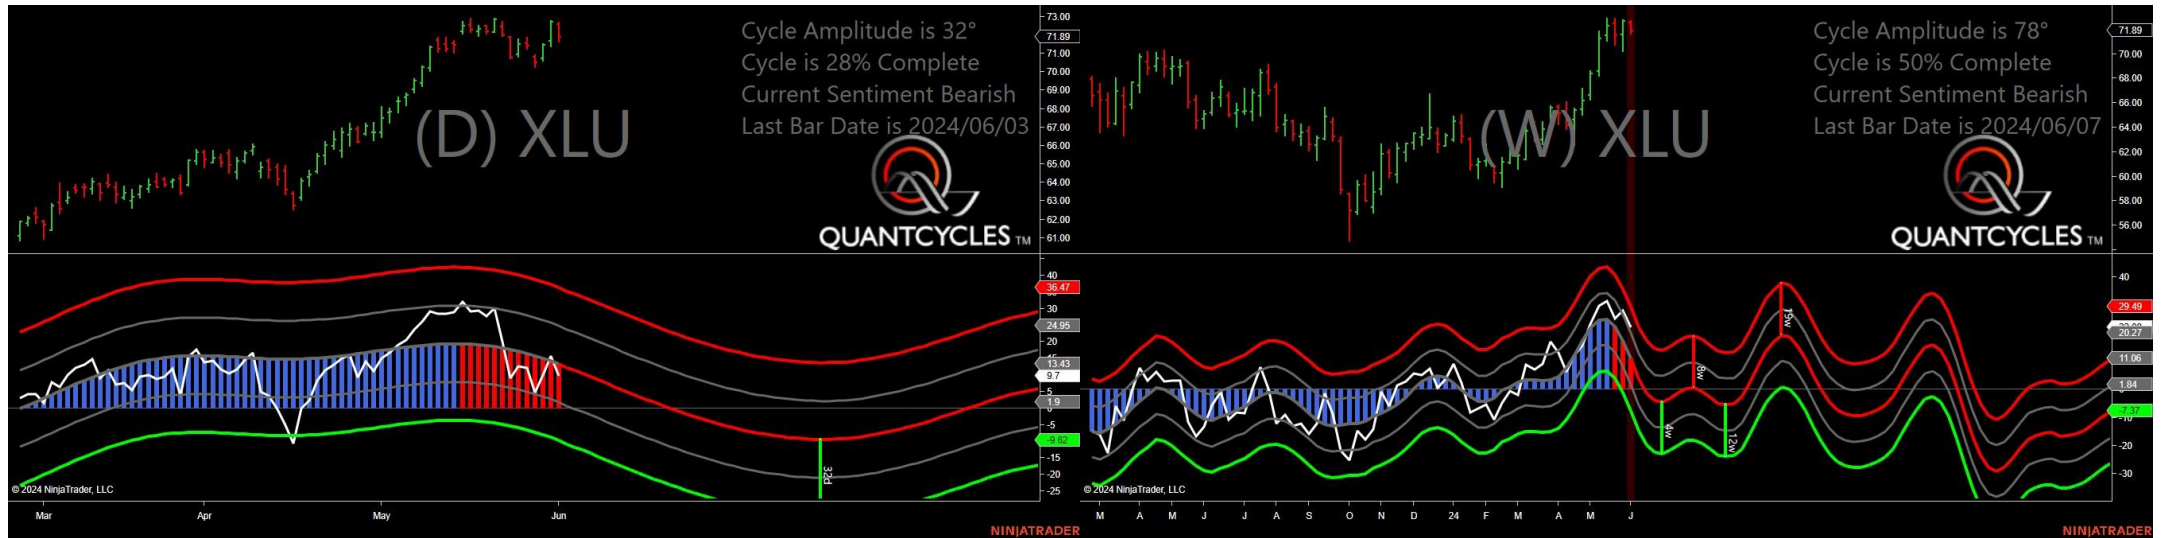 Cycle Amplitude is 32°
Cycle is 28% Complete
Current Sentiment Bearish
Last Bar Date is 2024/06/03
(D) XLU
QUANTCYCLES TM
73.00
71.89
71.00
70.00
69.00
68.00
67.00
66.00
65.00
64.00
63.00
62.00
61.00
40
36.47
30
24.95
20
13.43
9.7
5
1.9
0
-5
-9.62
-15
-20
-25
32d
© 2024 NinjaTrader, LLC
Mar Apr May Jun
NINJATRADER
Cycle Amplitude is 78°
Cycle is 50% Complete
Current Sentiment Bearish
Last Bar Date is 2024/06/07
(W) XLU
QUANTCYCLES TM
71.89
70.00
68.00
66.00
64.00
62.00
60.00
58.00
56.00
40
29.49
20.27
11.06
1.84
-7.37
-20
-30
19w
8w
4w
12w
© 2024 NinjaTrader, LLC
M A M J J A S O N D 24 F M A M J
NINJATRADER